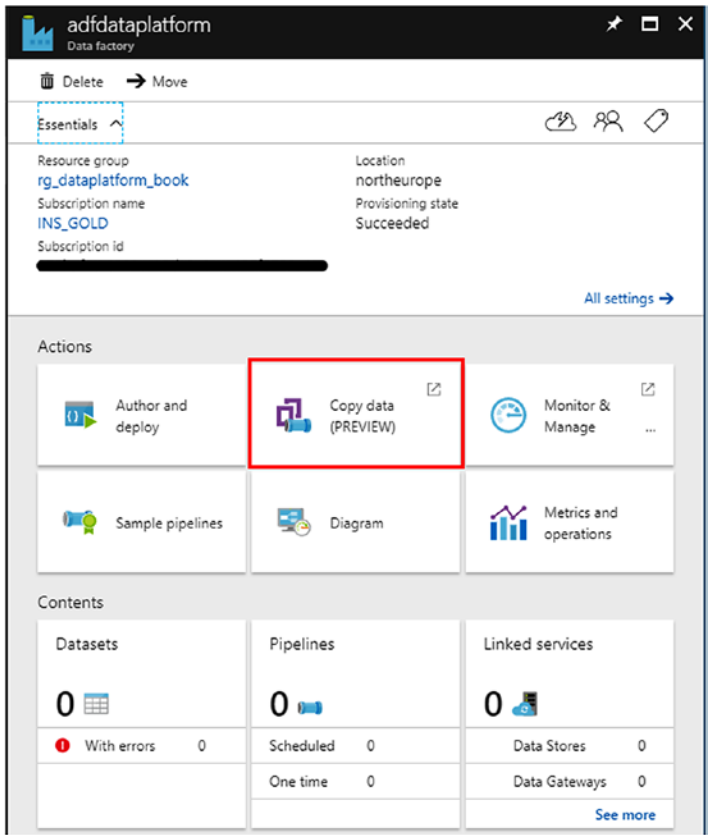 adfdataplatform
Data factory
Delete Move
Essentials
Resource group
rg_dataplatform_book
Subscription name
INS_GOLD
Subscription id
Location
northeurope
Provisioning state
Succeeded
All settings
Actions
Author and
deploy
Copy data
(PREVIEW)
Monitor &
Manage ...
Sample pipelines
Diagram
Metrics and
operations
Contents
Datasets
0
With errors 0
Pipelines
0
Scheduled 0
One time 0
Linked services
0
Data Stores 0
Data Gateways 0
See more